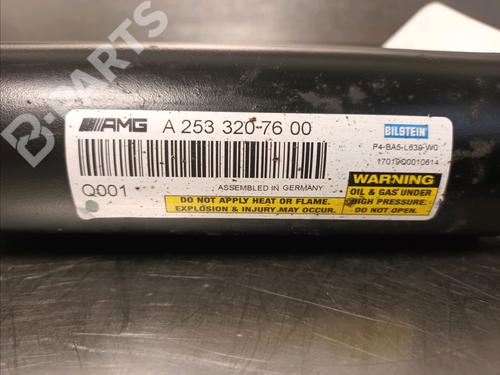 B-PARTS
AMG A 253 320-76 00
BILSTEIN
P4-BA5-L639-W0
17019Q0010614
Q001
ASSEMBLED IN GERMANY
DO NOT APPLY HEAT OR FLAME.
EXPLOSION & INJURY MAY OCCUR.
WARNING
OIL & GAS UNDER
HIGH PRESSURE.
DO NOT OPEN.